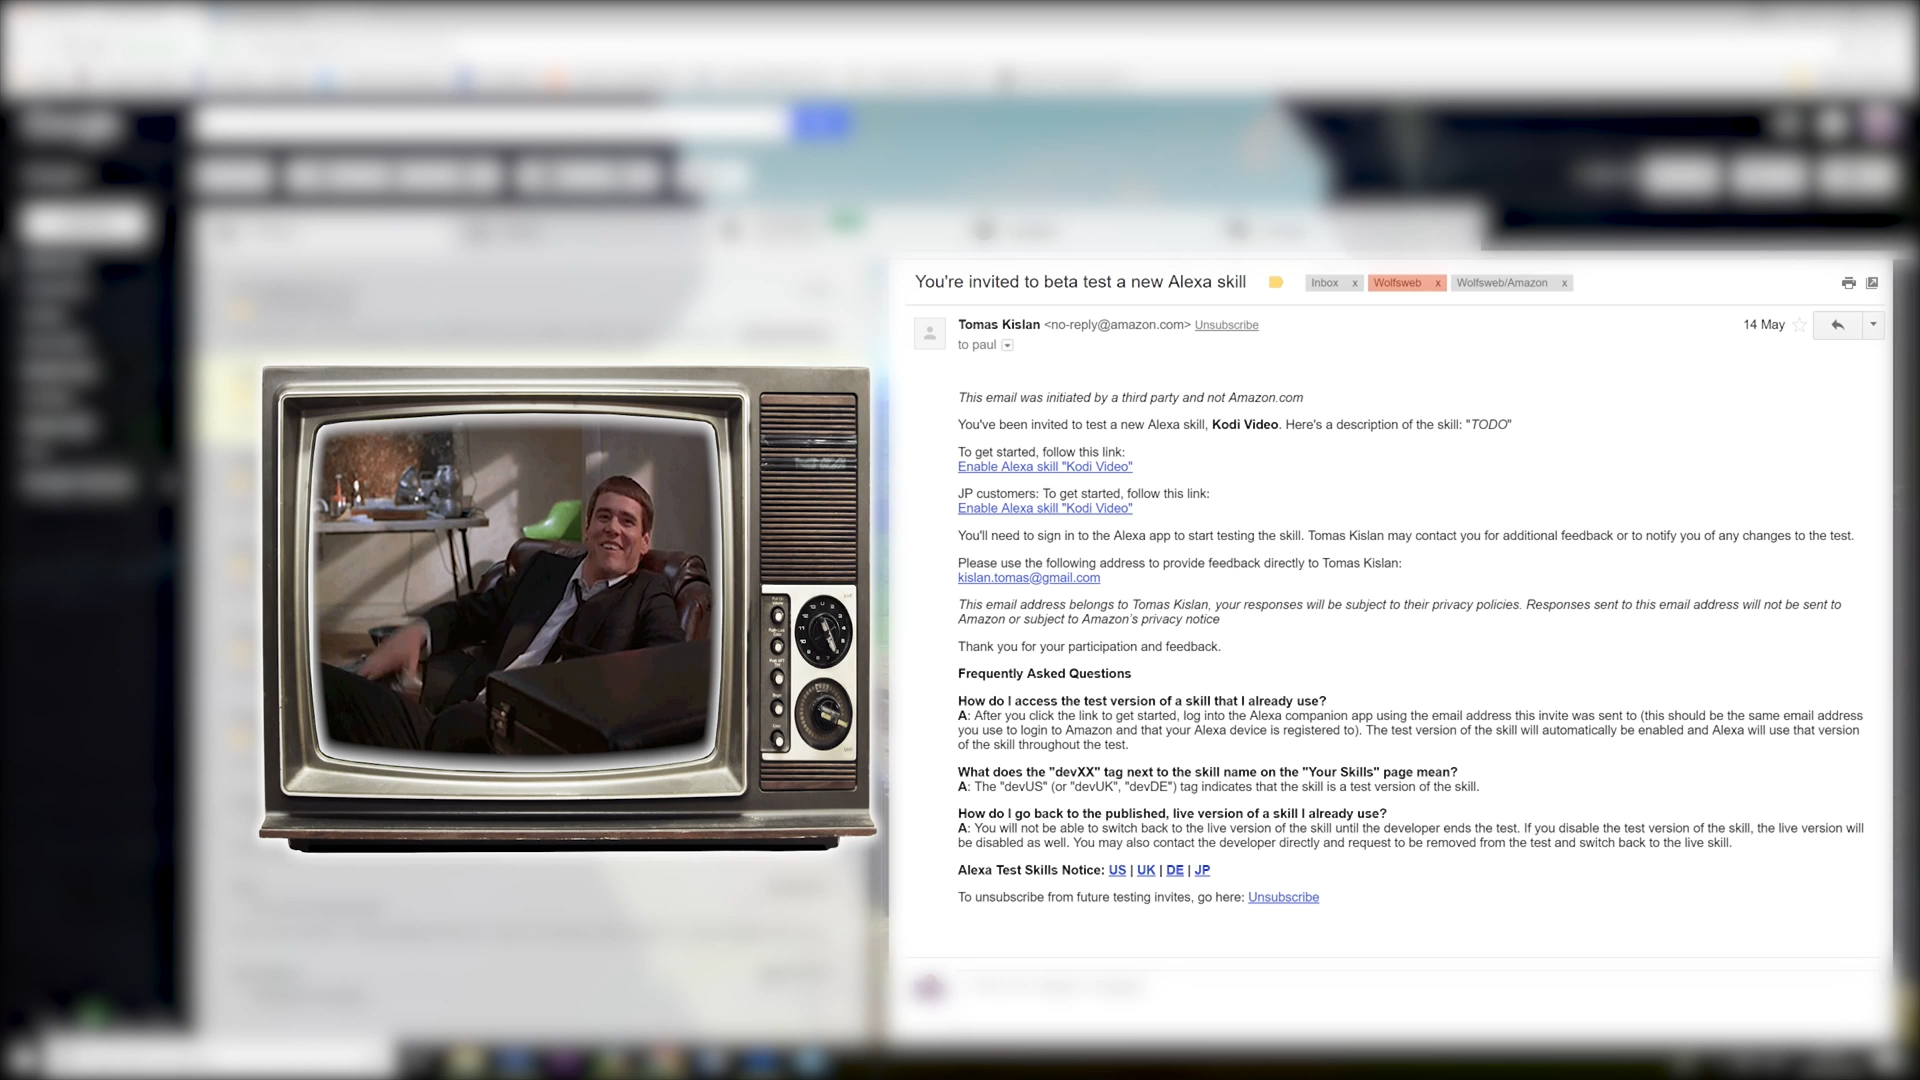 You're invited to beta test a new Alexa skill
Inbox x
Wolfsweb x
Wolfsweb/Amazon x
Tomas Kislan <no-reply@amazon.com> Unsubscribe
14 May
to paul
This email was initiated by a third party and not Amazon.com
You've been invited to test a new Alexa skill, Kodi Video. Here's a description of the skill: "TODO"
To get started, follow this link:
Enable Alexa skill "Kodi Video"
JP customers: To get started, follow this link:
Enable Alexa skill "Kodi Video"
You'll need to sign in to the Alexa app to start testing the skill. Tomas Kislan may contact you for additional feedback or to notify you of any changes to the test.
Please use the following address to provide feedback directly to Tomas Kislan:
kislan.tomas@gmail.com
This email address belongs to Tomas Kislan, your responses will be subject to their privacy policies. Responses sent to this email address will not be sent to
Amazon or subject to Amazon's privacy notice
Thank you for your participation and feedback.
Frequently Asked Questions
How do I access the test version of a skill that I already use?
A: After you click the link to get started, log into the Alexa companion app using the email address this invite was sent to (this should be the same email address
you use to login to Amazon and that your Alexa device is registered to). The test version of the skill will automatically be enabled and Alexa will use that version
of the skill throughout the test.
What does the "devXX" tag next to the skill name on the "Your Skills" page mean?
A: The "devUS" (or "devUK", "devDE") tag indicates that the skill is a test version of the skill.
How do I go back to the published, live version of a skill I already use?
A: You will not be able to switch back to the live version of the skill until the developer ends the test. If you disable the test version of the skill, the live version will
be disabled as well. You may also contact the developer directly and request to be removed from the test and switch back to the live skill.
Alexa Test Skills Notice: US | UK | DE | JP
To unsubscribe from future testing invites, go here: Unsubscribe